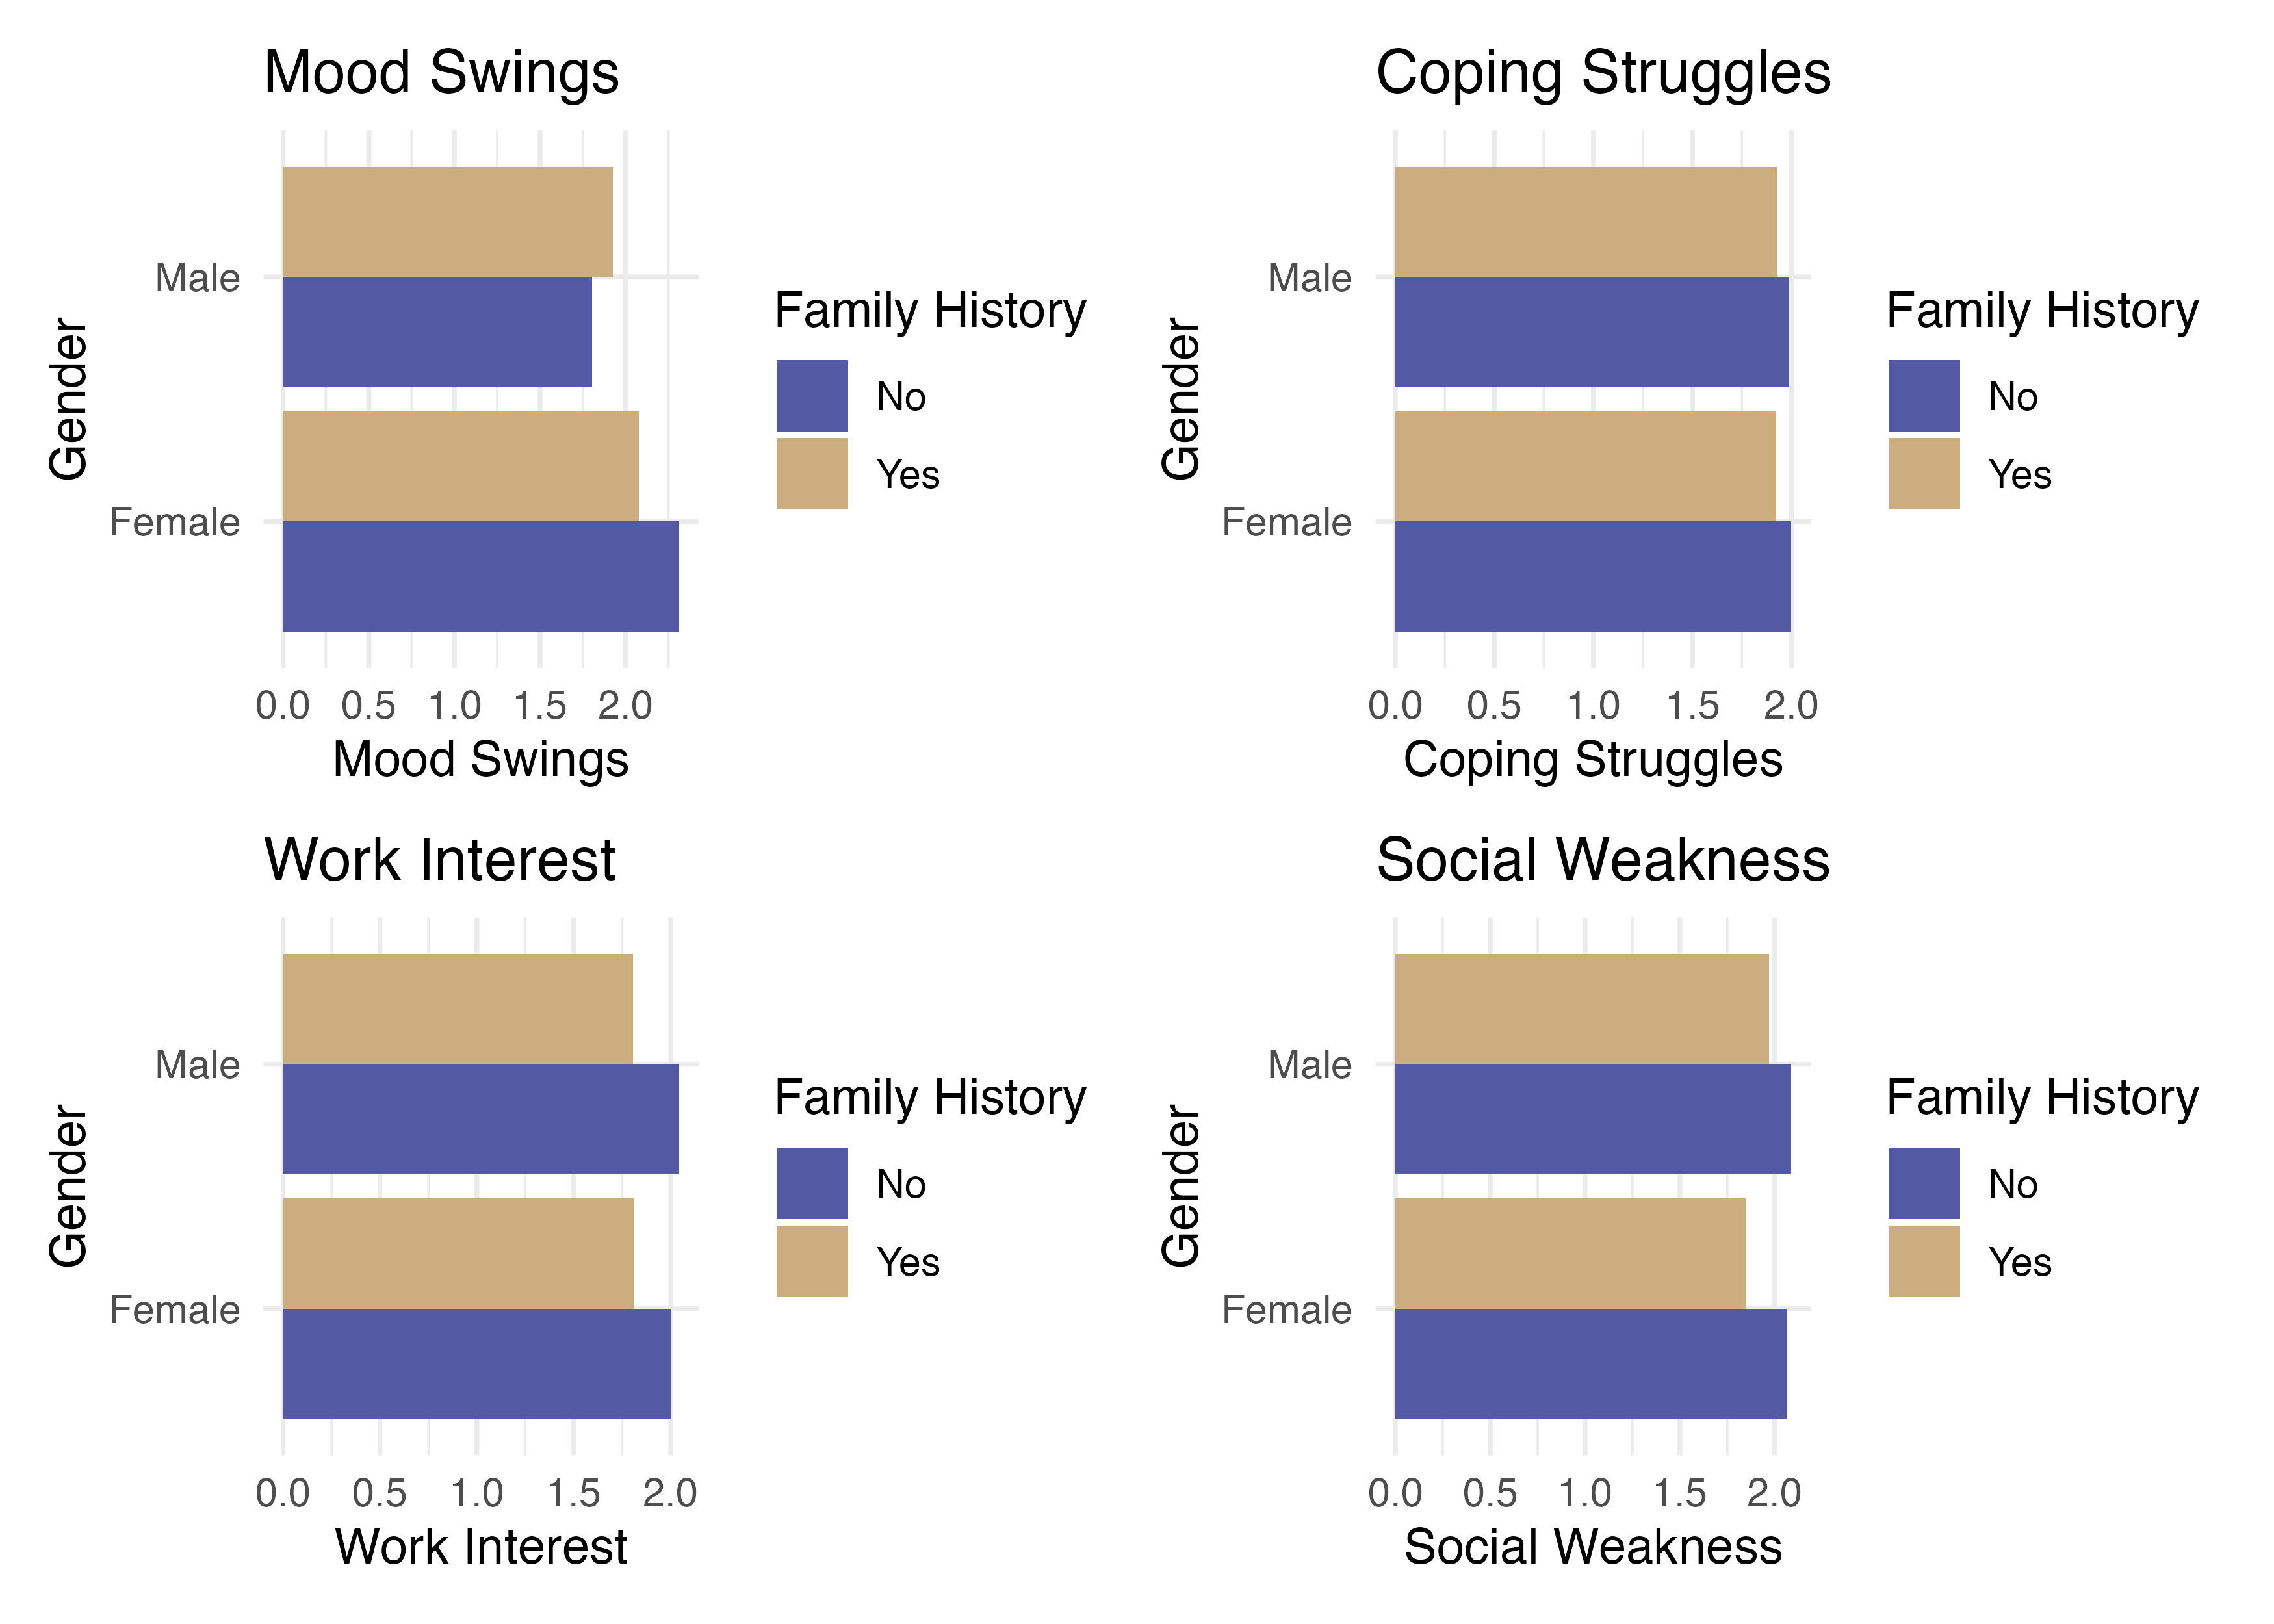 Mood Swings
Gender
Male
Female
0.0 0.5 1.0 1.5 2.0
Mood Swings
Family History
No
Yes
Coping Struggles
Gender
Male
Female
0.0 0.5 1.0 1.5 2.0
Coping Struggles
Family History
No
Yes
Work Interest
Gender
Male
Female
0.0 0.5 1.0 1.5 2.0
Work Interest
Family History
No
Yes
Social Weakness
Gender
Male
Female
0.0 0.5 1.0 1.5 2.0
Social Weakness
Family History
No
Yes